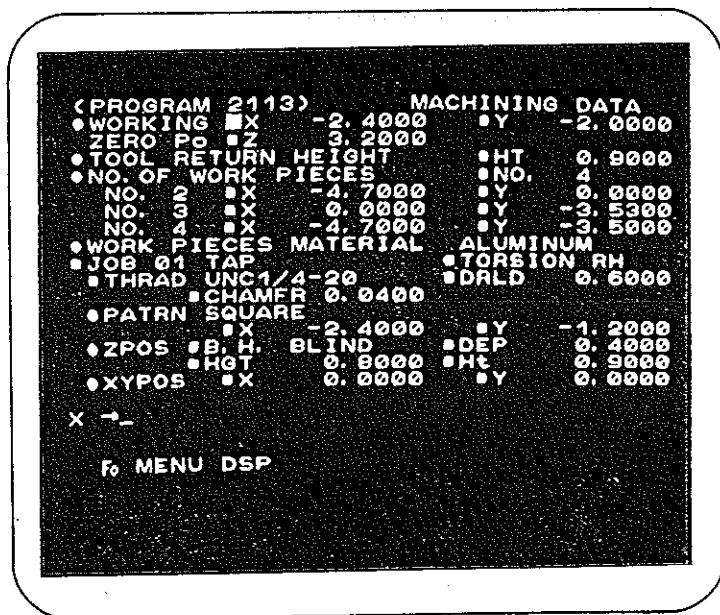 (PROGRAM 2113) MACHINING DATA
●WORKING ■X -2.4000 ■Y -2.0000
ZERO Po ■Z 3.2000
●TOOL RETURN HEIGHT ■HT 0.9000
●NO. OF WORK PIECES ■NO. 4
NO. 2 ■X -4.7000 ■Y 0.0000
NO. 3 ■X 0.0000 ■Y -3.5300
NO. 4 ■X -4.7000 ■Y -3.5000
●WORK PIECES MATERIAL ALUMINUM
■JOB 01 TAP ■TORSION RH
■THRAD UNC1/4-20 ■DRLD 0.6000
■CHAMFR 0.0400
●PATRN SQUARE
■X -2.4000 ■Y -1.2000
●ZPOS ■B.H. BLIND ■DEP 0.4000
■HGT 0.8000 ■Ht 0.9000
●XYPOS ■X 0.0000 ■Y 0.0000
X →_
Fo MENU DSP